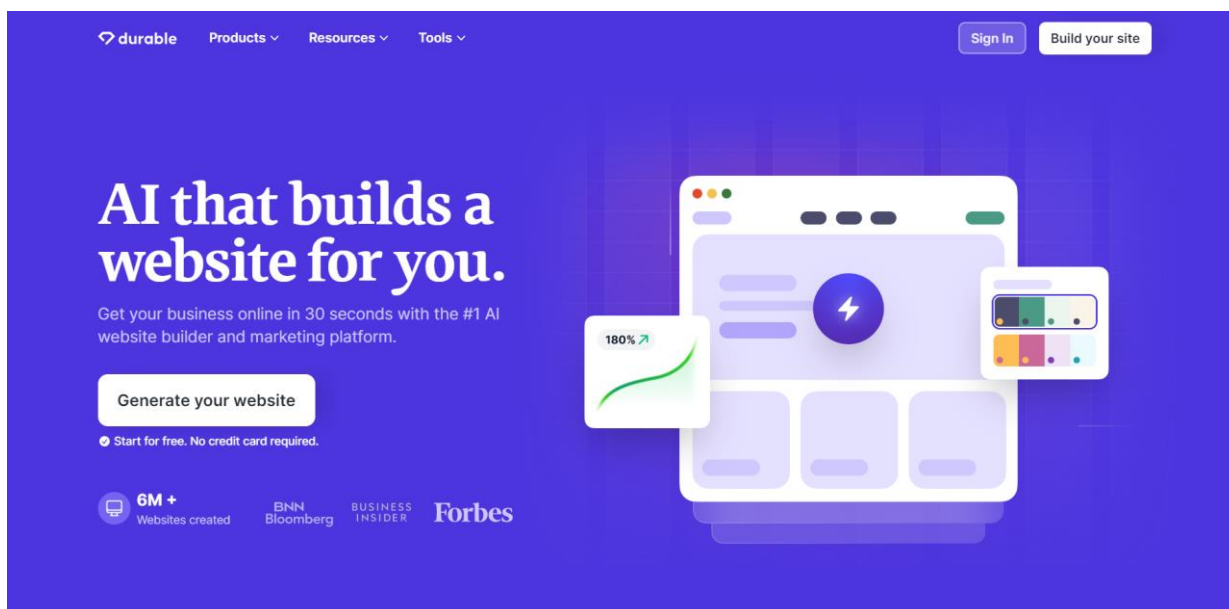 durable Products Resources Tools Sign In Build your site
AI that builds a
website for you.
Get your business online in 30 seconds with the #1 AI
website builder and marketing platform.
Generate your website
Start for free. No credit card required.
6M +
Websites created
BNN
Bloomberg
BUSINESS
INSIDER
Forbes
180%